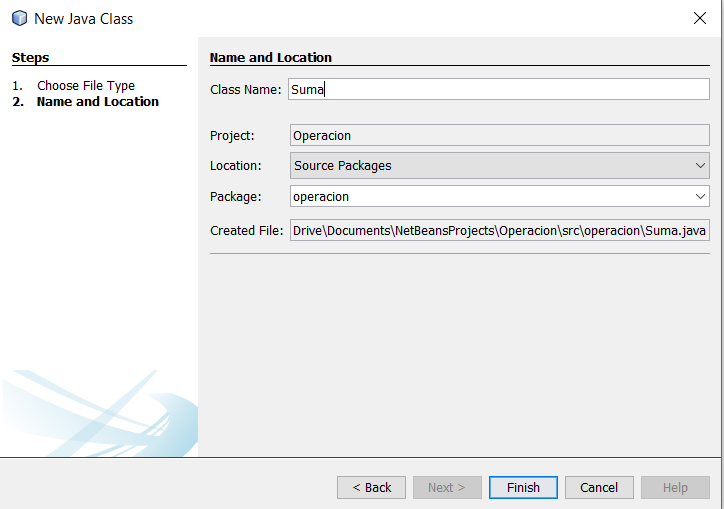 New Java Class
Steps
1. Choose File Type
2. Name and Location
Name and Location
Class Name: Suma
Project: Operacion
Location: Source Packages
Package: operacion
Created File: Drive\Documents\NetBeansProjects\Operacion\src\operacion\Suma.java
< Back Next > Finish Cancel Help